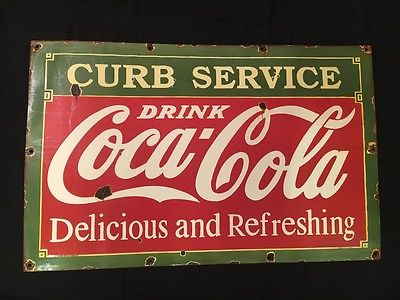 CURB SERVICE
DRINK
Coca-Cola
Delicious and Refreshing